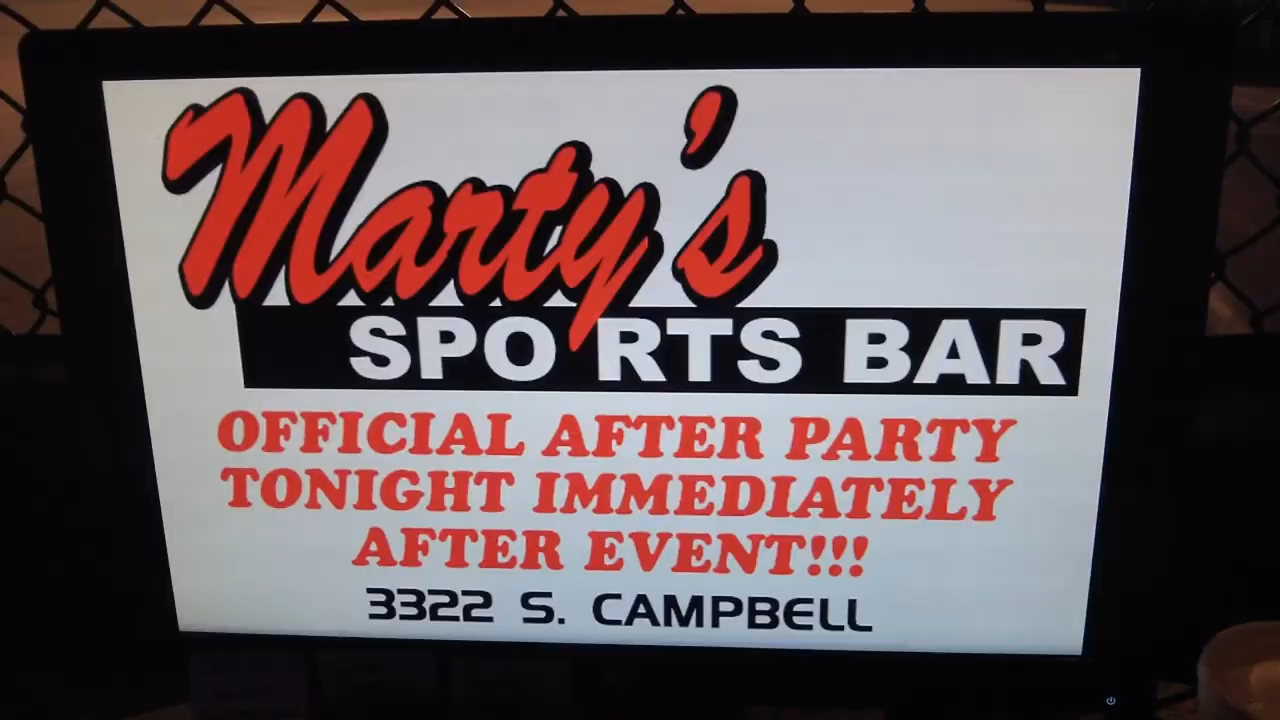 Marty's
SPORTS BAR
OFFICIAL AFTER PARTY
TONIGHT IMMEDIATELY
AFTER EVENT!!!
3322 S. CAMPBELL